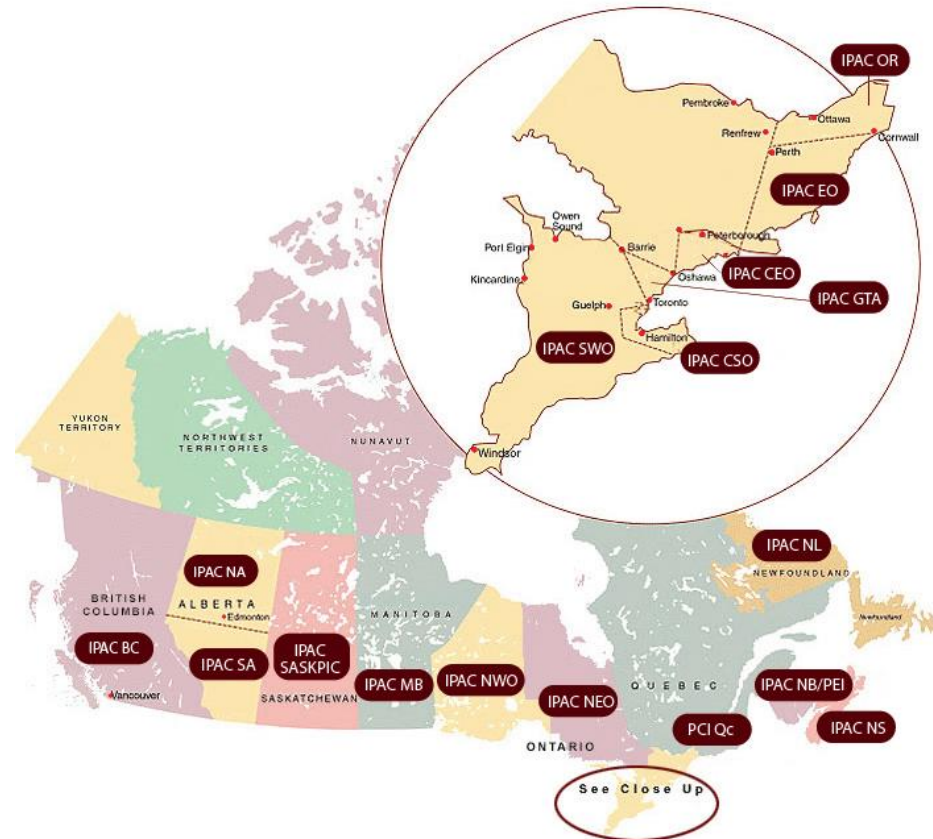 IPAC OR
Pembroke
Ottawa
Renfrew
Cornwall
Perth
IPAC EO
Owen
Sound
Peterborough
Port Elgin
Barrie
IPAC CEO
Oshawa
Kincardine
IPAC GTA
Toronto
Guelph
Hamilton
IPAC SWO
IPAC CSO
Windsor
YUKON
TERRITORY
NORTHWEST
TERRITORIES
NUNAVUT
IPAC NL
NEWFOUNDLAND
IPAC NA
BRITISH
COLUMBIA
ALBERTA
Edmonton
MANITOBA
Newfoundland
IPAC BC
IPAC SA
IPAC
SASKPIC
SASKATCHEWAN
IPAC MB
IPAC NWO
IPAC NEO
QUEBEC
IPAC NB/PEI
Vancouver
IPAC NS
PCI Qc
ONTARIO
See Close Up